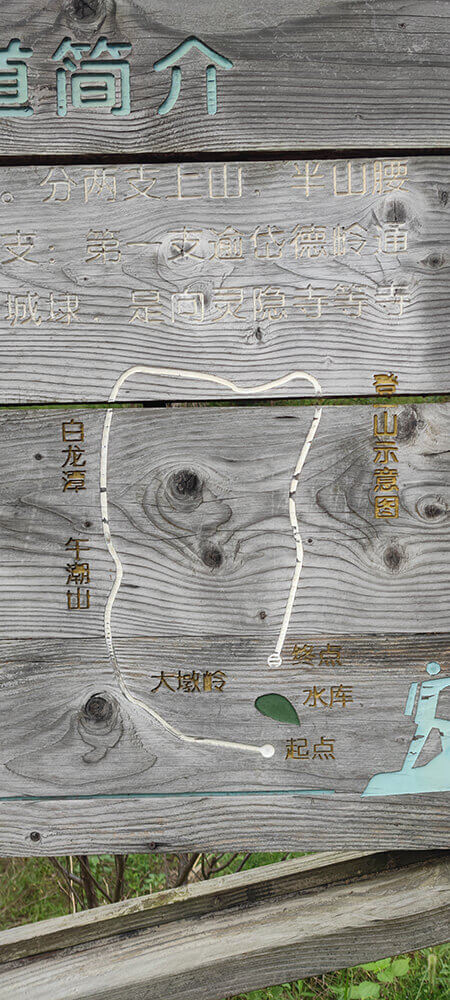 道简介
。分两支上山，半山腰
支：第一支逾岱德岭通
城埭，是向灵隐寺等寺
登山示意图
白龙潭
午潮山
终点
大墩岭
水库
起点